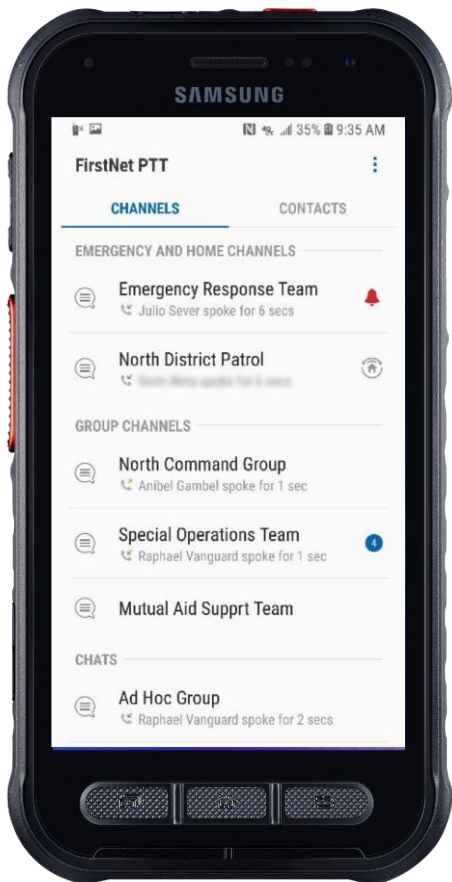 SAMSUNG
35% 9:35 AM
FirstNet PTT
CHANNELS CONTACTS
EMERGENCY AND HOME CHANNELS
Emergency Response Team
Julio Sever spoke for 6 secs
North District Patrol
GROUP CHANNELS
North Command Group
Anibel Gambel spoke for 1 sec
Special Operations Team
4
Raphael Vanguard spoke for 1 sec
Mutual Aid Supprt Team
CHATS
Ad Hoc Group
Raphael Vanguard spoke for 2 secs